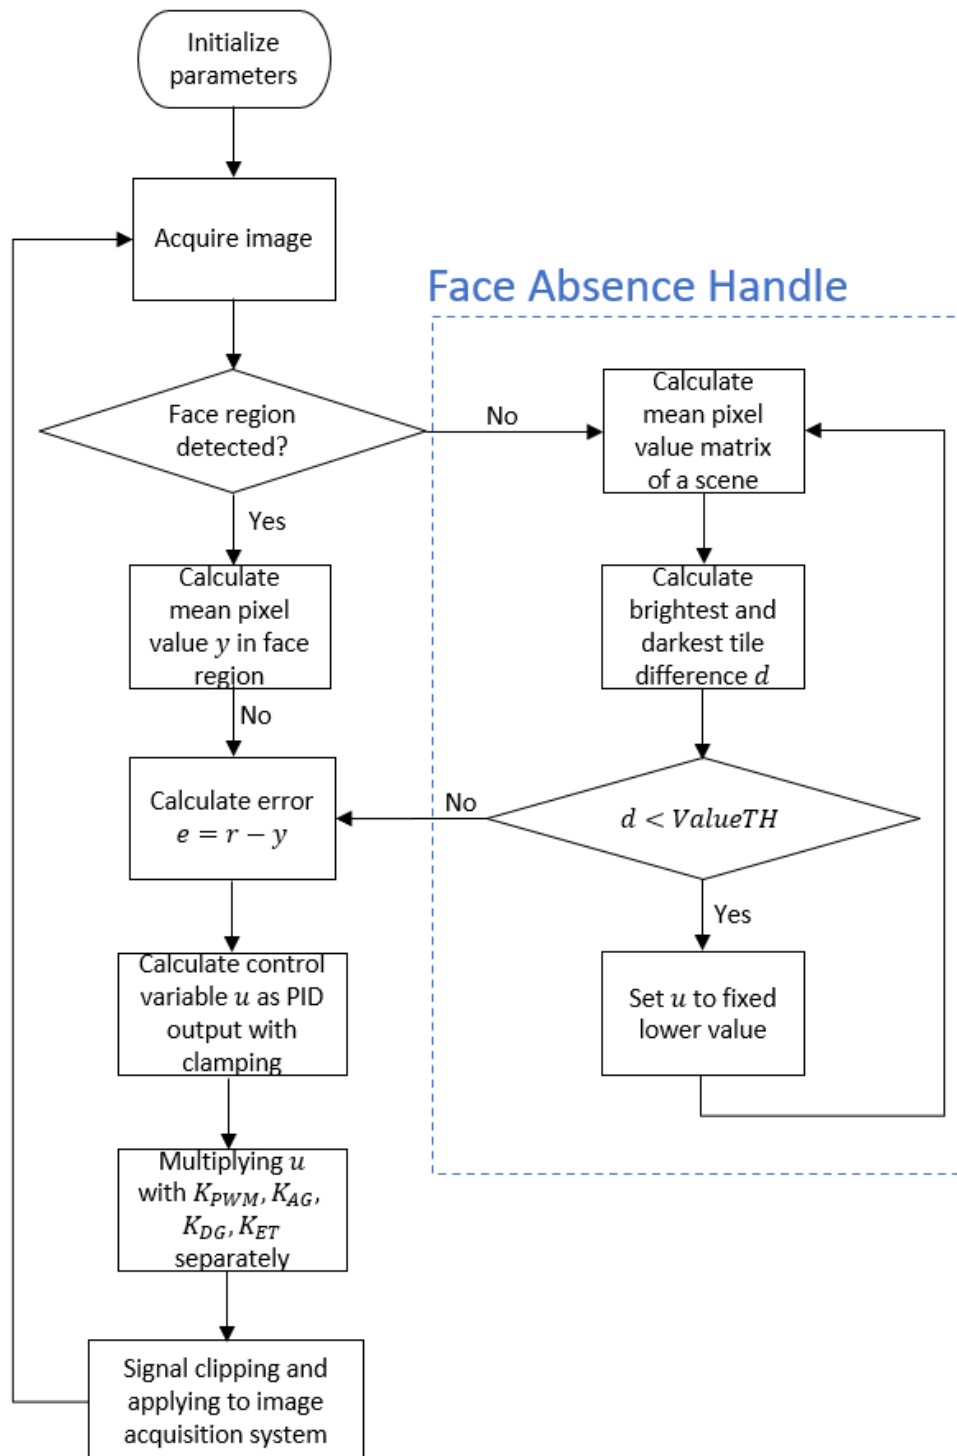 Initialize
parameters
Acquire image
Face Absence Handle
Face region
detected?
No
Calculate
mean pixel
value matrix
of a scene
Yes
Calculate
mean pixel
value y in face
region
Calculate
brightest and
darkest tile
difference d
No
Calculate error
e = r − y
No
d < ValueTH
Yes
Calculate control
variable u as PID
output with
clamping
Set u to fixed
lower value
Multiplying u
with K_PWM, K_AG,
K_DG, K_ET
separately
Signal clipping and
applying to image
acquisition system